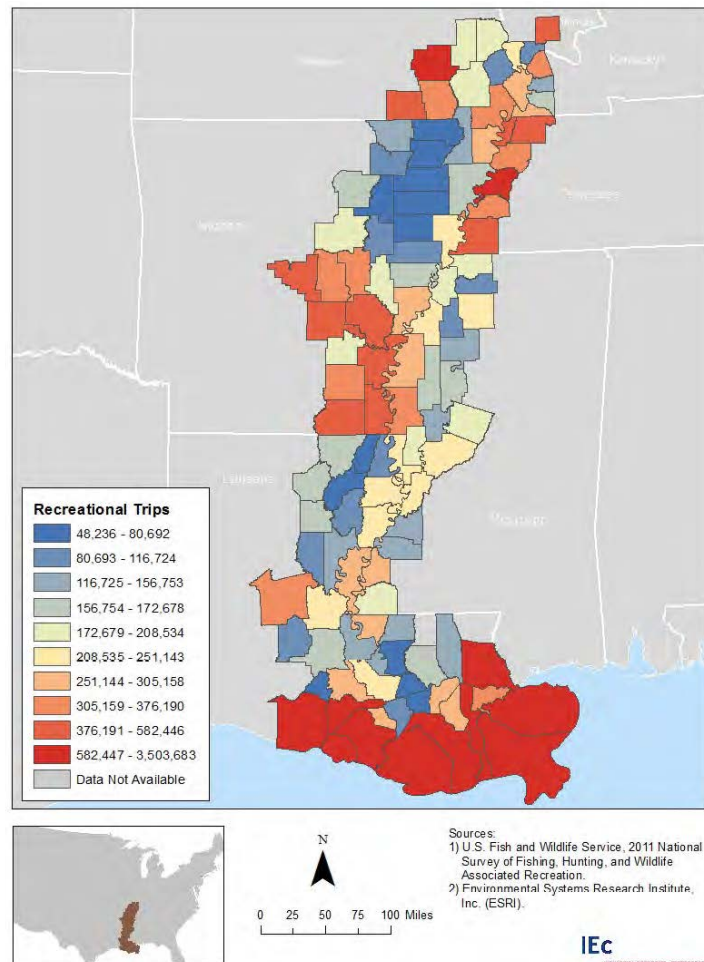 Kentucky
Recreational Trips
48,236 - 80,692
80,693 - 116,724
116,725 - 156,753
156,754 - 172,678
172,679 - 208,534
208,535 - 251,143
251,144 - 305,158
305,159 - 376,190
376,191 - 582,446
582,447 - 3,503,683
Data Not Available
N
0 25 50 100 Miles
Sources:
1) U.S. Fish and Wildlife Service, 2011 National
Survey of Fishing, Hunting, and Wildlife
Associated Recreation.
2) Environmental Systems Research Institute,
Inc. (ESRI).
IEc